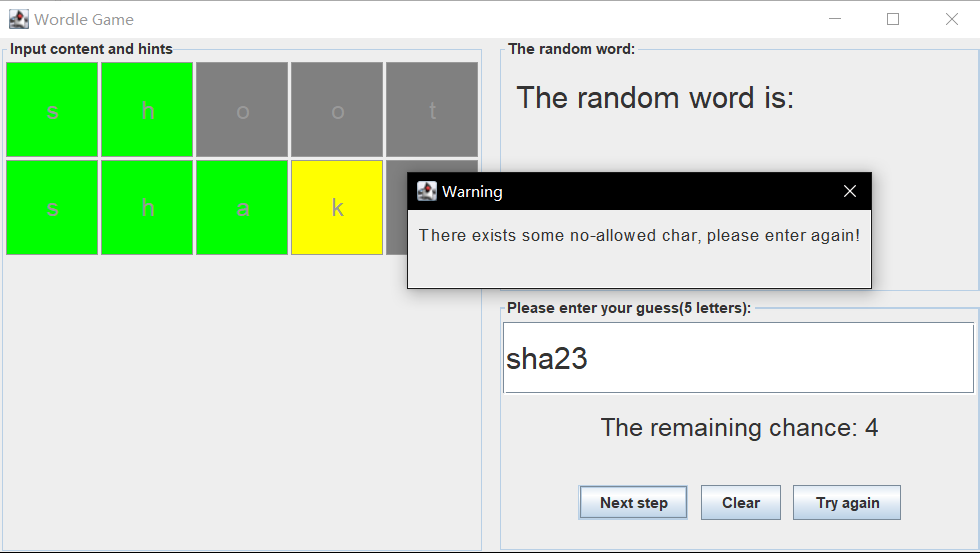 Wordle Game
Input content and hints
s h o o t
s h a k
The random word:
The random word is:
Warning
There exists some no-allowed char, please enter again!
Please enter your guess(5 letters):
sha23
The remaining chance: 4
Next step Clear Try again